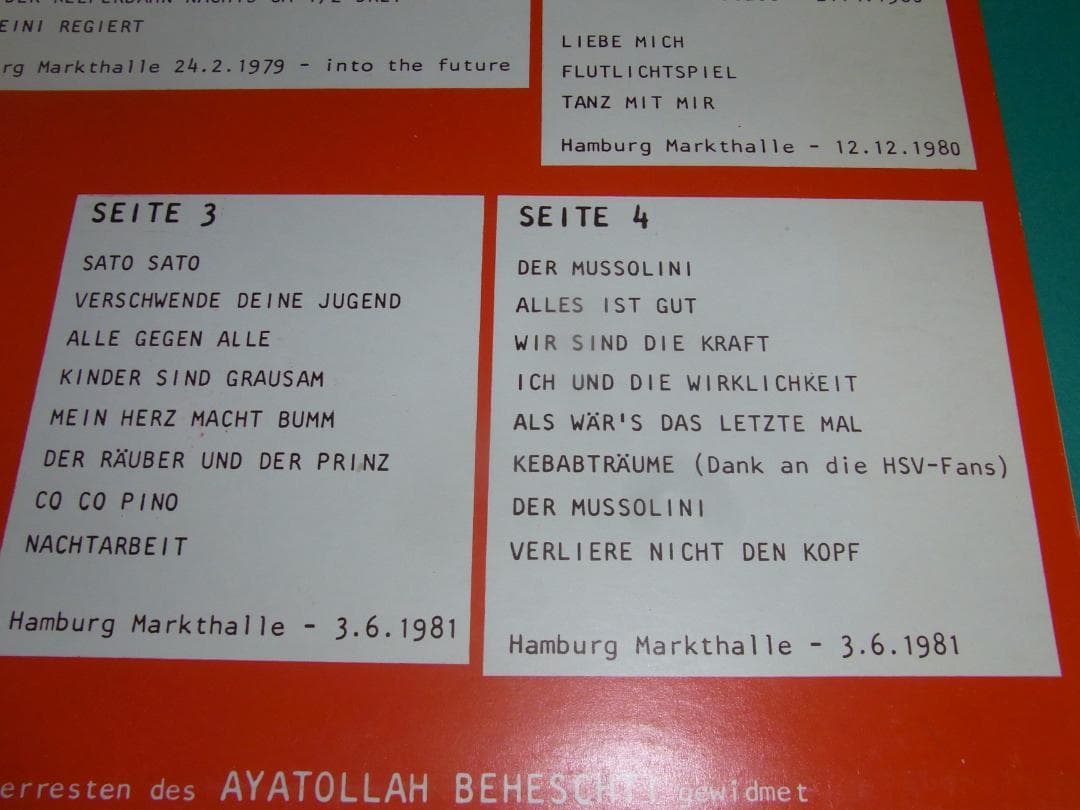 EINI REGIERT
rg Markthalle 24.2.1979 - into the future
LIEBE MICH
FLUTLICHTSPIEL
TANZ MIT MIR
Hamburg Markthalle - 12.12.1980
SEITE 3
SATO SATO
VERSCHWENDE DEINE JUGEND
ALLE GEGEN ALLE
KINDER SIND GRAUSAM
MEIN HERZ MACHT BUMM
DER RÄUBER UND DER PRINZ
CO CO PINO
NACHTARBEIT
Hamburg Markthalle - 3.6.1981
SEITE 4
DER MUSSOLINI
ALLES IST GUT
WIR SIND DIE KRAFT
ICH UND DIE WIRKLICHKEIT
ALS WÄR'S DAS LETZTE MAL
KEBABTRÄUME (Dank an die HSV-Fans)
DER MUSSOLINI
VERLIERE NICHT DEN KOPF
Hamburg Markthalle - 3.6.1981
erresten des AYATOLLAH BEHESCHTI gewidmet